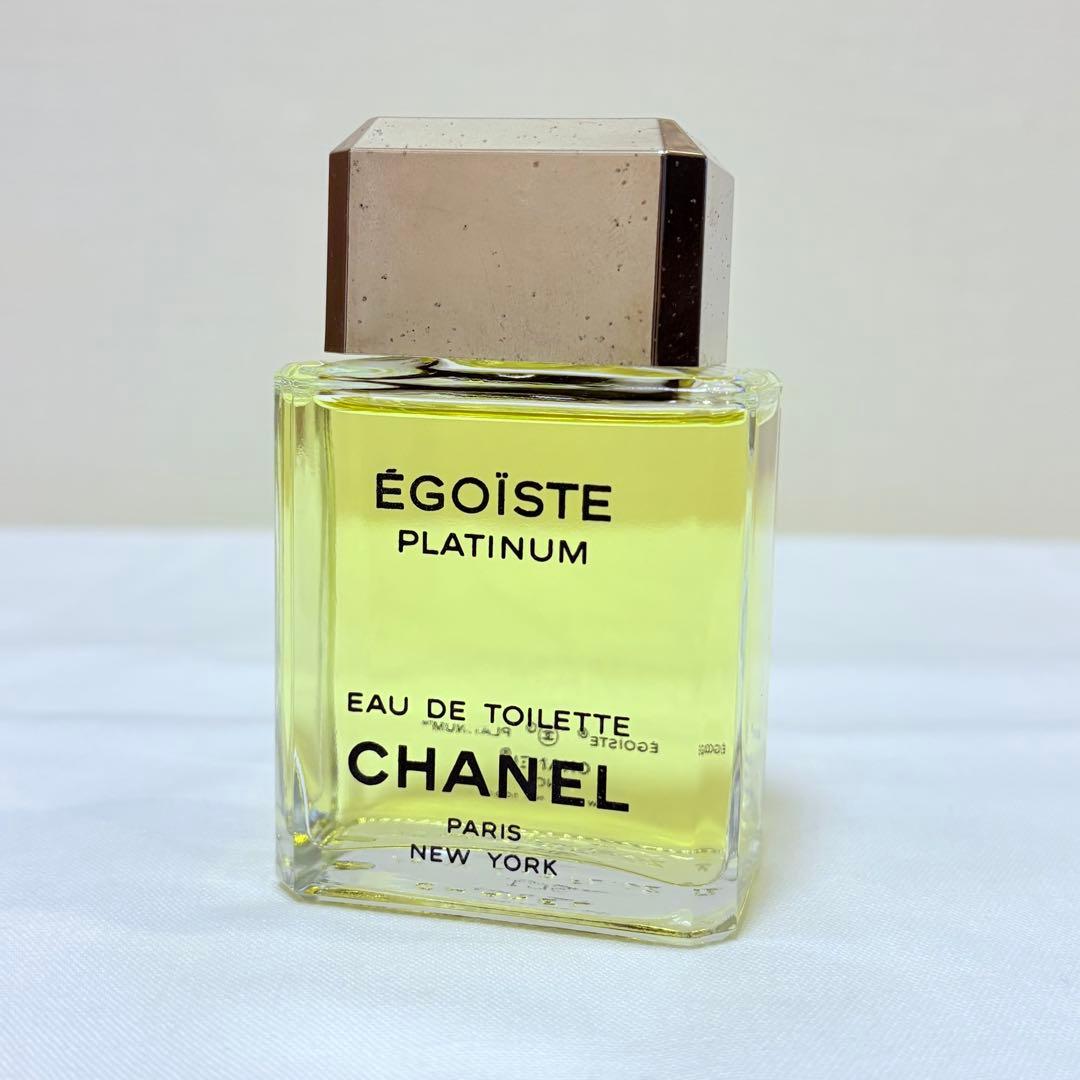 ÉGOÏSTE
PLATINUM
EAU DE TOILETTE
CHANEL
PARIS
NEW YORK